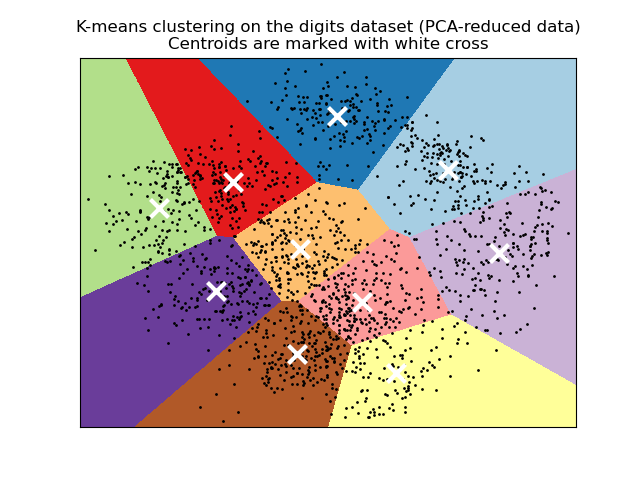 K-means clustering on the digits dataset (PCA-reduced data)
Centroids are marked with white cross